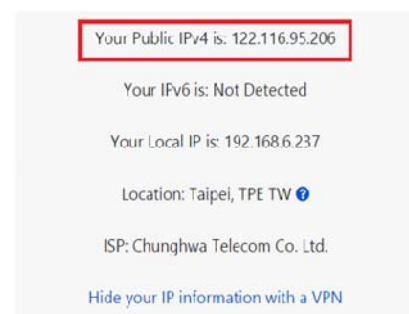 Your Public IPv4 is: 122.116.95.206
Your IPv6 is: Not Detected
Your Local IP is: 192.168.6.237
Location: Taipei, TPE TW
ISP: Chunghwa Telecom Co. Ltd.
Hide your IP information with a VPN